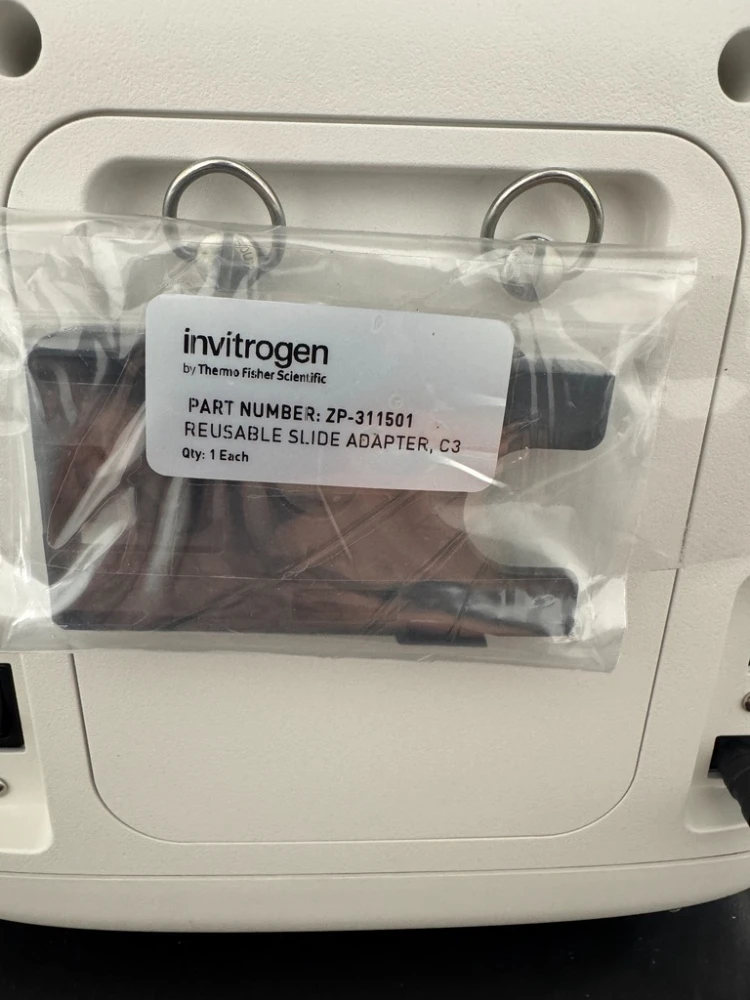 invitrogen
by Thermo Fisher Scientific
PART NUMBER: ZP-311501
REUSABLE SLIDE ADAPTER, C3
Qty: 1 Each